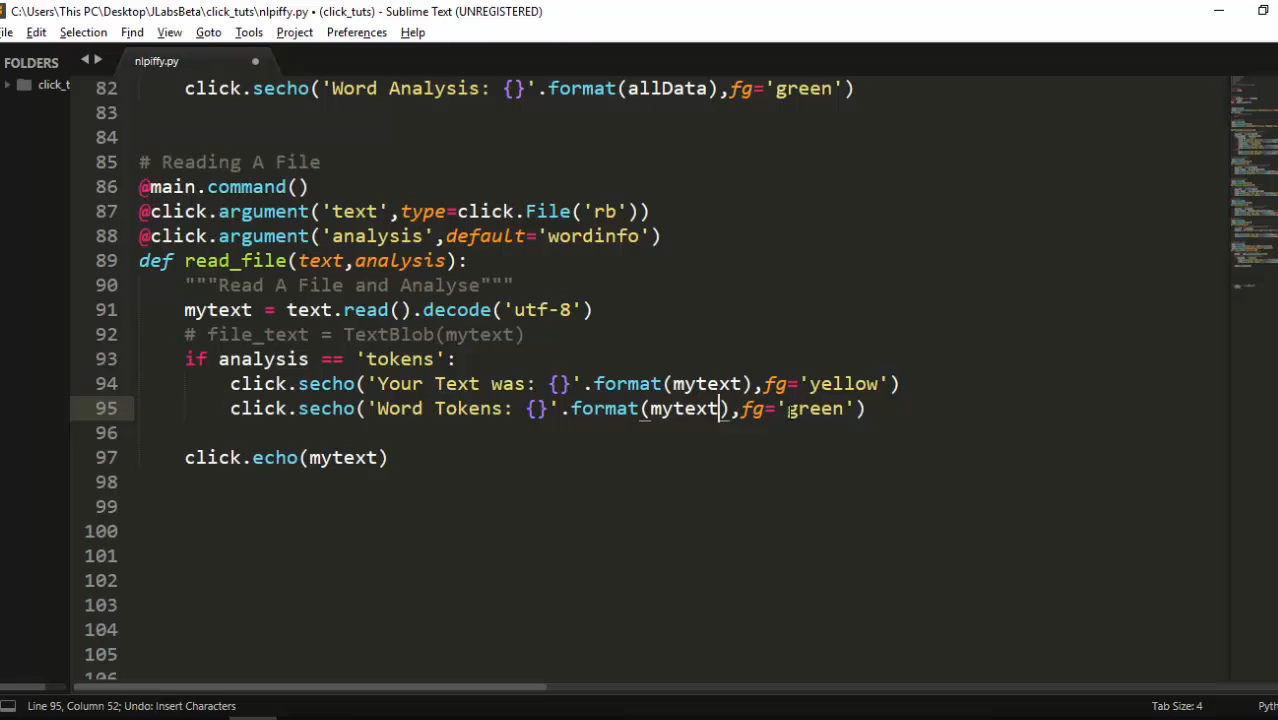 C:\Users\This PC\Desktop\JLabsBeta\click_tuts\nlpiffy.py • (click_tuts) - Sublime Text (UNREGISTERED)
ile Edit Selection Find View Goto Tools Project Preferences Help
FOLDERS
click_t
nlpiffy.py
82 click.secho('Word Analysis: {}'.format(allData),fg='green')
83
84
85 # Reading A File
86 @main.command()
87 @click.argument('text',type=click.File('rb'))
88 @click.argument('analysis',default='wordinfo')
89 def read_file(text,analysis):
90 """Read A File and Analyse"""
91 mytext = text.read().decode('utf-8')
92 # file_text = TextBlob(mytext)
93 if analysis == 'tokens':
94 click.secho('Your Text was: {}'.format(mytext),fg='yellow')
95 click.secho('Word Tokens: {}'.format(mytext),fg='green')
96
97 click.echo(mytext)
98
99
100
101
102
103
104
105
106
Line 95, Column 52; Undo: Insert Characters
Tab Size: 4
Pyth